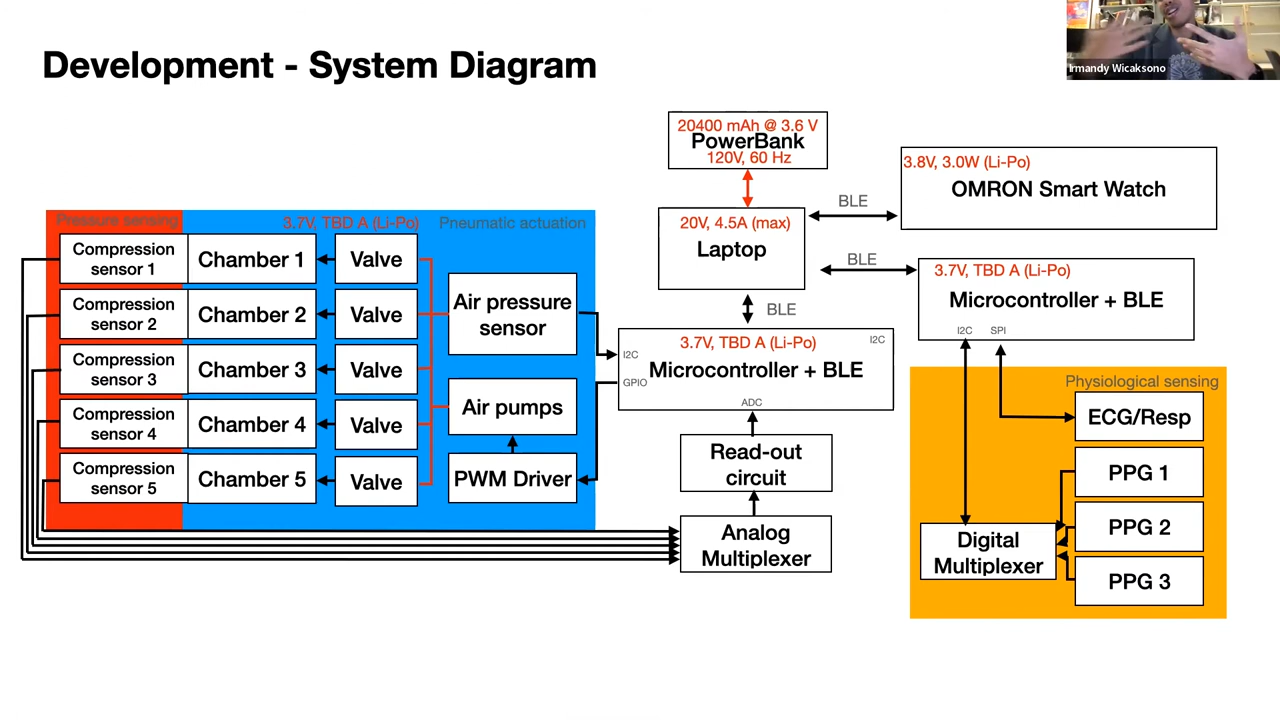 Development - System Diagram
Irmandy Wicaksono
20400 mAh @ 3.6 V
PowerBank
120V, 60 Hz
3.8V, 3.0W (Li-Po)
OMRON Smart Watch
BLE
20V, 4.5A (max)
Laptop
BLE
3.7V, TBD A (Li-Po)
Microcontroller + BLE
I2C
SPI
BLE
Pressure sensing
3.7V, TBD A (Li-Po)
Pneumatic actuation
Compression
sensor 1
Chamber 1
Valve
Compression
sensor 2
Chamber 2
Valve
Compression
sensor 3
Chamber 3
Valve
Compression
sensor 4
Chamber 4
Valve
Compression
sensor 5
Chamber 5
Valve
Air pressure
sensor
Air pumps
PWM Driver
3.7V, TBD A (Li-Po)
I2C
I2C
Microcontroller + BLE
GPIO
ADC
Read-out
circuit
Analog
Multiplexer
Physiological sensing
ECG/Resp
PPG 1
PPG 2
PPG 3
Digital
Multiplexer